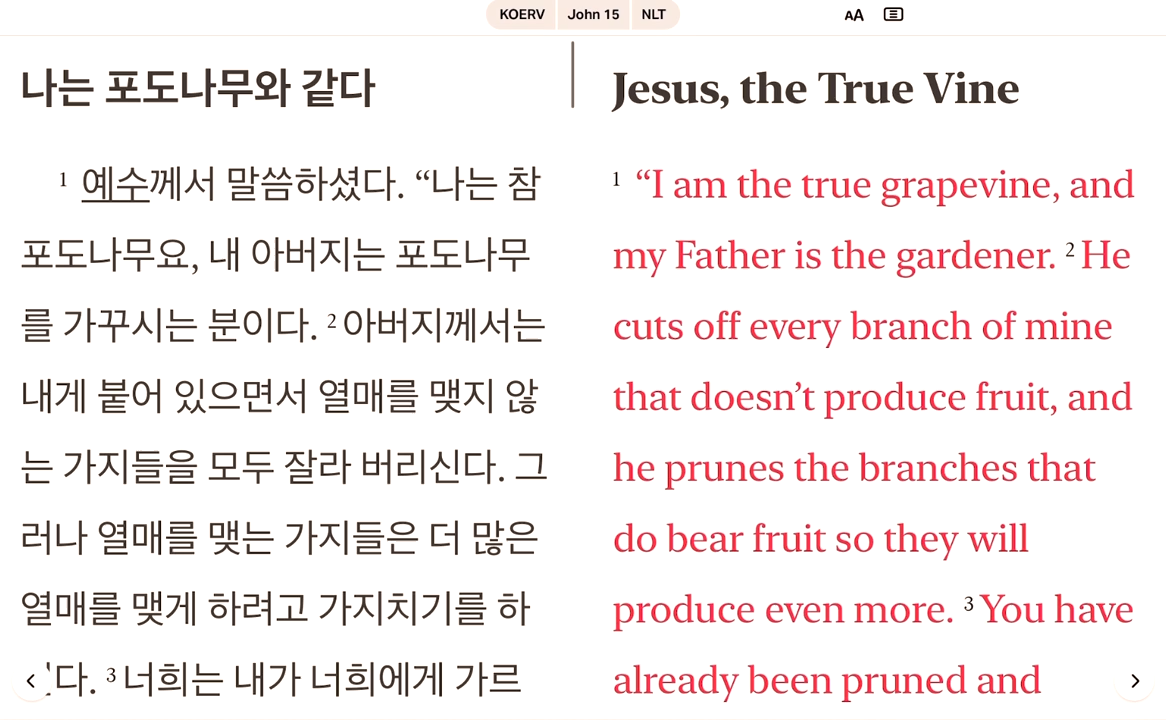 KOERV John 15 NLT AA
나는 포도나무와 같다
1 예수께서 말씀하셨다. “나는 참
포도나무요, 내 아버지는 포도나무
를 가꾸시는 분이다. 2 아버지께서는
내게 붙어 있으면서 열매를 맺지 않
는 가지들을 모두 잘라 버리신다. 그
러나 열매를 맺는 가지들은 더 많은
열매를 맺게 하려고 가지치기를 하
다. 3 너희는 내가 너희에게 가르
Jesus, the True Vine
1 “I am the true grapevine, and
my Father is the gardener. 2 He
cuts off every branch of mine
that doesn’t produce fruit, and
he prunes the branches that
do bear fruit so they will
produce even more. 3 You have
already been pruned and